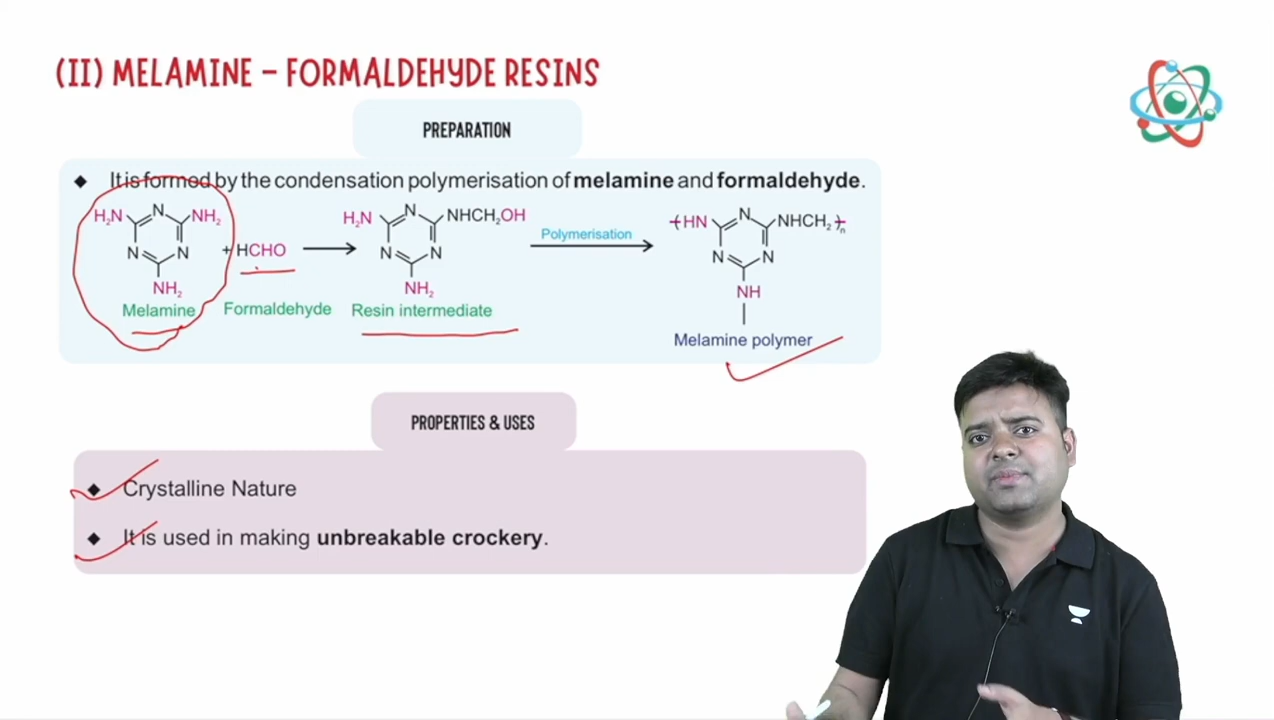 (II) MELAMINE – FORMALDEHYDE RESINS
PREPARATION
◆ It is formed by the condensation polymerisation of melamine and formaldehyde.
H₂N N NH₂ H₂N N NHCH₂OH Polymerisation HN N NHCH₂ n
N N + HCHO N N N N
NH₂ NH₂ NH
Melamine Formaldehyde Resin intermediate
Melamine polymer
PROPERTIES & USES
◆ Crystalline Nature
◆ It is used in making unbreakable crockery.